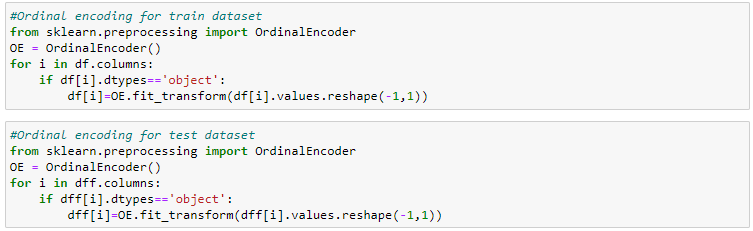 #Ordinal encoding for train dataset
from sklearn.preprocessing import OrdinalEncoder
OE = OrdinalEncoder()
for i in df.columns:
    if df[i].dtypes=='object':
        df[i]=OE.fit_transform(df[i].values.reshape(-1,1))
#Ordinal encoding for test dataset
from sklearn.preprocessing import OrdinalEncoder
OE = OrdinalEncoder()
for i in dff.columns:
    if dff[i].dtypes=='object':
        dff[i]=OE.fit_transform(dff[i].values.reshape(-1,1))